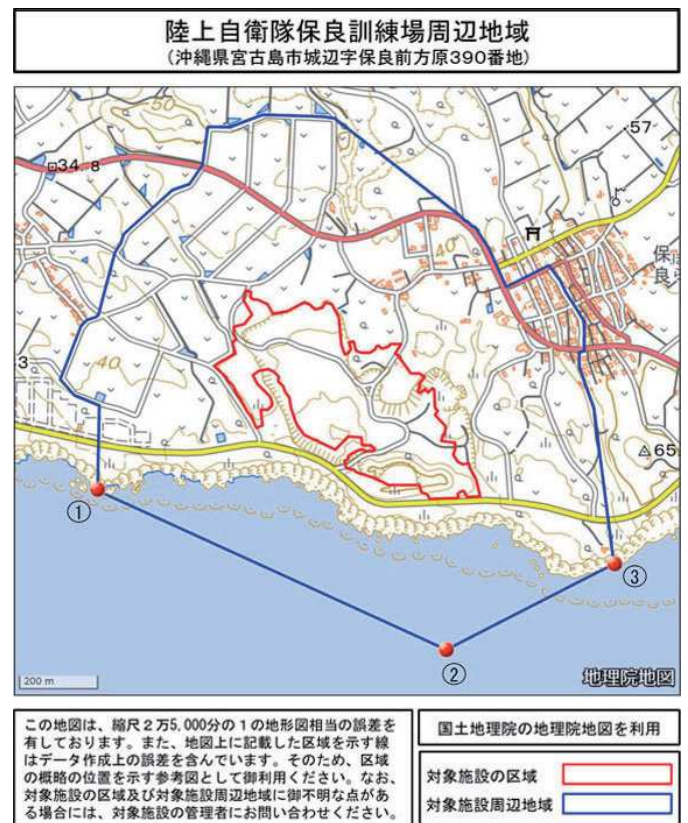 陸上自衛隊保良訓練場周辺地域
(沖縄県宮古島市城辺字保良前方原390番地)
50
・57
34.8
40
保良
40
3
65
①
③
②
200 m
地理院地図
この地図は、縮尺2万5,000分の1の地形図相当の誤差を
有しております。また、地図上に記載した区域を示す線
はデータ作成上の誤差を含んでいます。そのため、区域
の概略の位置を示す参考図として御利用ください。なお、
対象施設の区域及び対象施設周辺地域に御不明な点があ
る場合には、対象施設の管理者にお問い合わせください。
国土地理院の地理院地図を利用
対象施設の区域
対象施設周辺地域